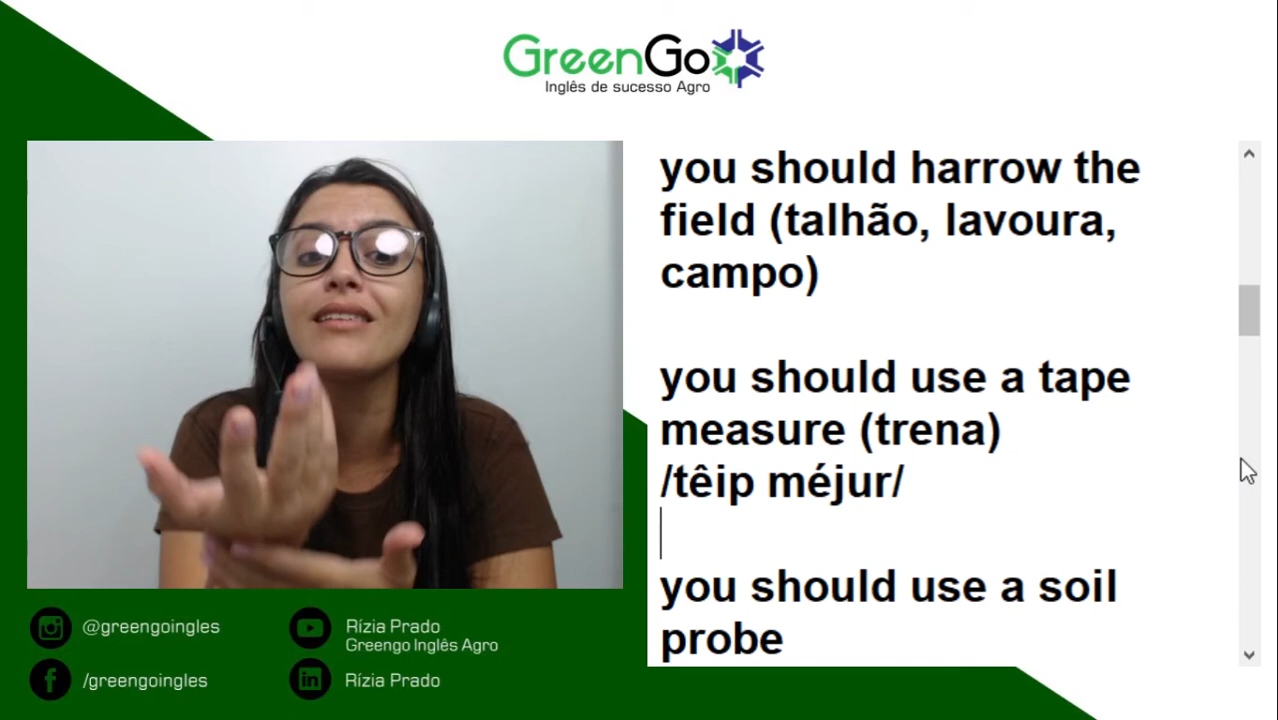 GreenGo
Inglês de sucesso Agro
you should harrow the
field (talhão, lavoura,
campo)
you should use a tape
measure (trena)
/têip méjur/
you should use a soil
probe
@greengoingles
Rízia Prado
Greengo Inglês Agro
/greengoingles
Rízia Prado